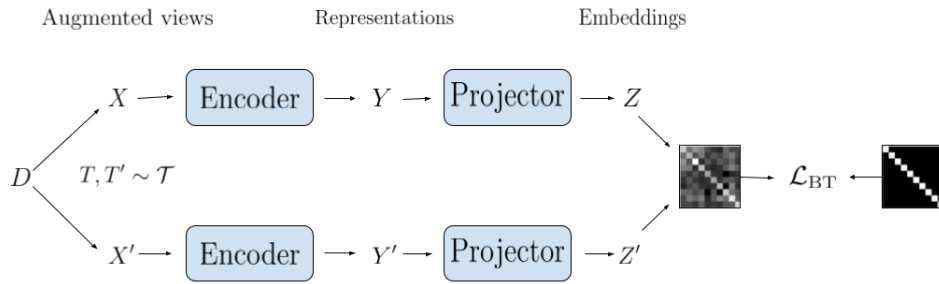 Augmented views Representations Embeddings
X Encoder Y Projector Z
D T, T′ ∼ 𝒯 ℒ_BT
X′ Encoder Y′ Projector Z′